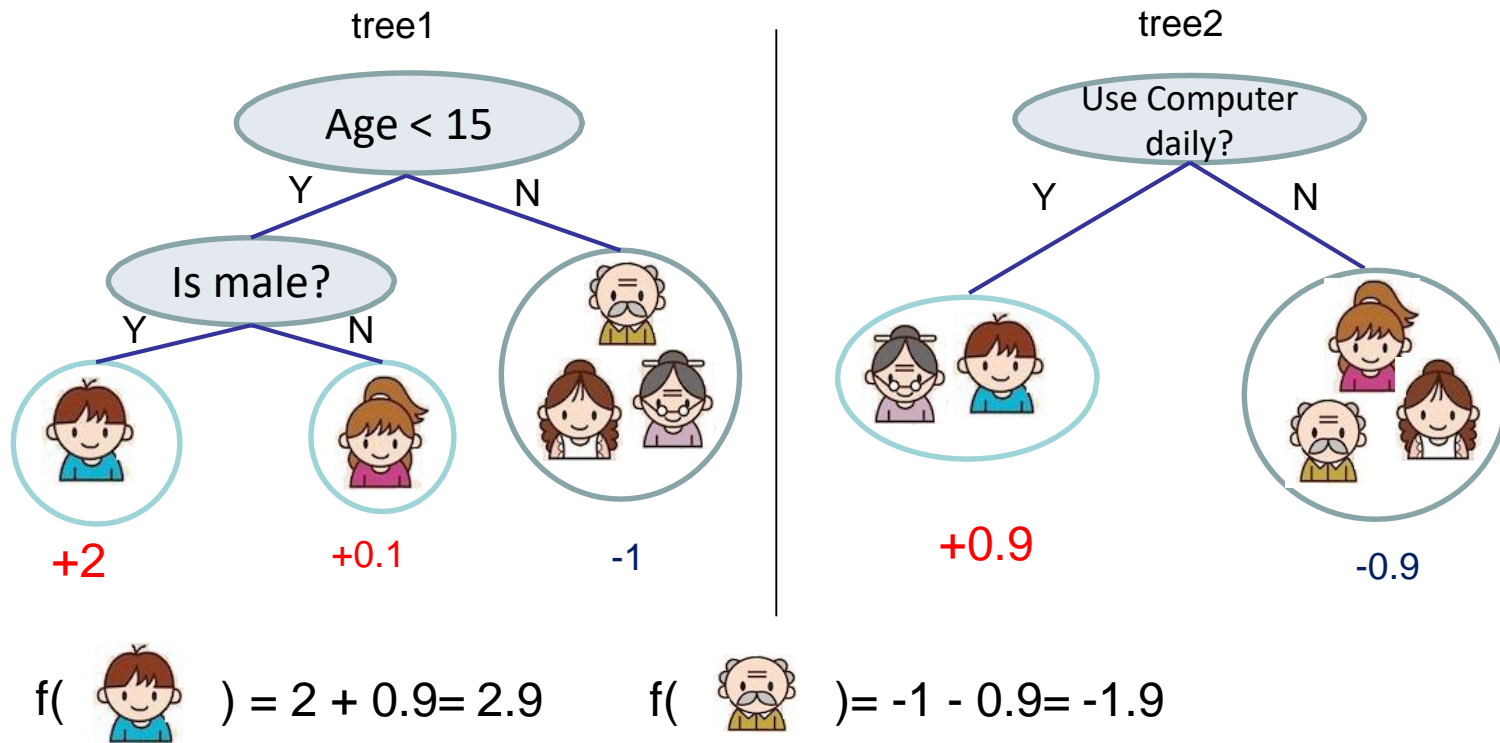 tree1
tree2
Age < 15
Use Computer
daily?
Y
N
Y
N
Is male?
Y
N
+2
+0.1
-1
+0.9
-0.9
f( ) = 2 + 0.9= 2.9
f( )= -1 - 0.9= -1.9